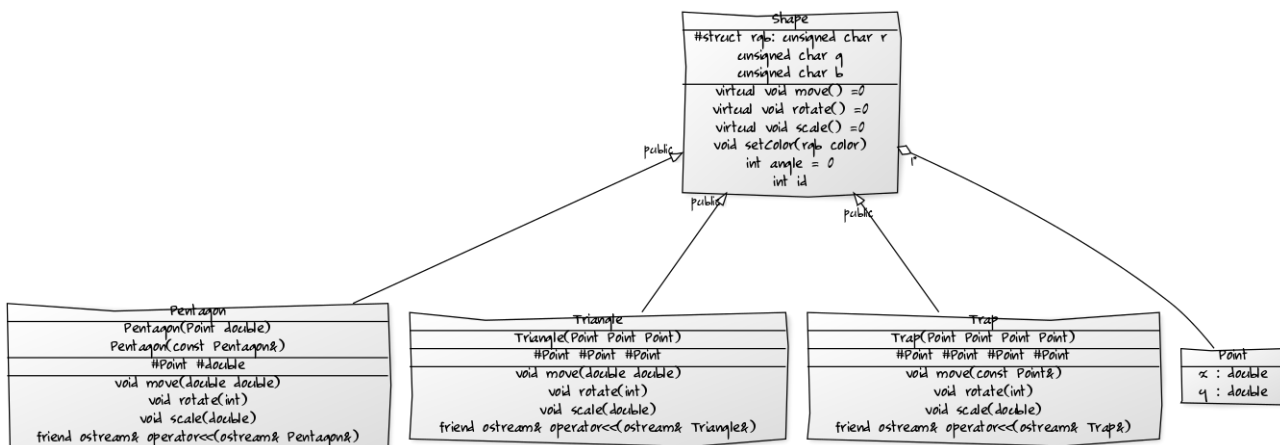 Shape
#struct rgb: unsigned char r
unsigned char g
unsigned char b
virtual void move() =0
virtual void rotate() =0
virtual void scale() =0
void setColor(rgb color)
int angle = 0
int id
public
public
public
1*
Pentagon
Pentagon(Point double)
Pentagon(const Pentagon&)
#Point #double
void move(double double)
void rotate(int)
void scale(double)
friend ostream& operator<<(ostream& Pentagon&)
Triangle
Triangle(Point Point Point)
#Point #Point #Point
void move(double double)
void rotate(int)
void scale(double)
friend ostream& operator<<(ostream& Triangle&)
Trap
Trap(Point Point Point Point)
#Point #Point #Point #Point
void move(const Point&)
void rotate(int)
void scale(double)
friend ostream& operator<<(ostream& Trap&)
Point
x : double
y : double